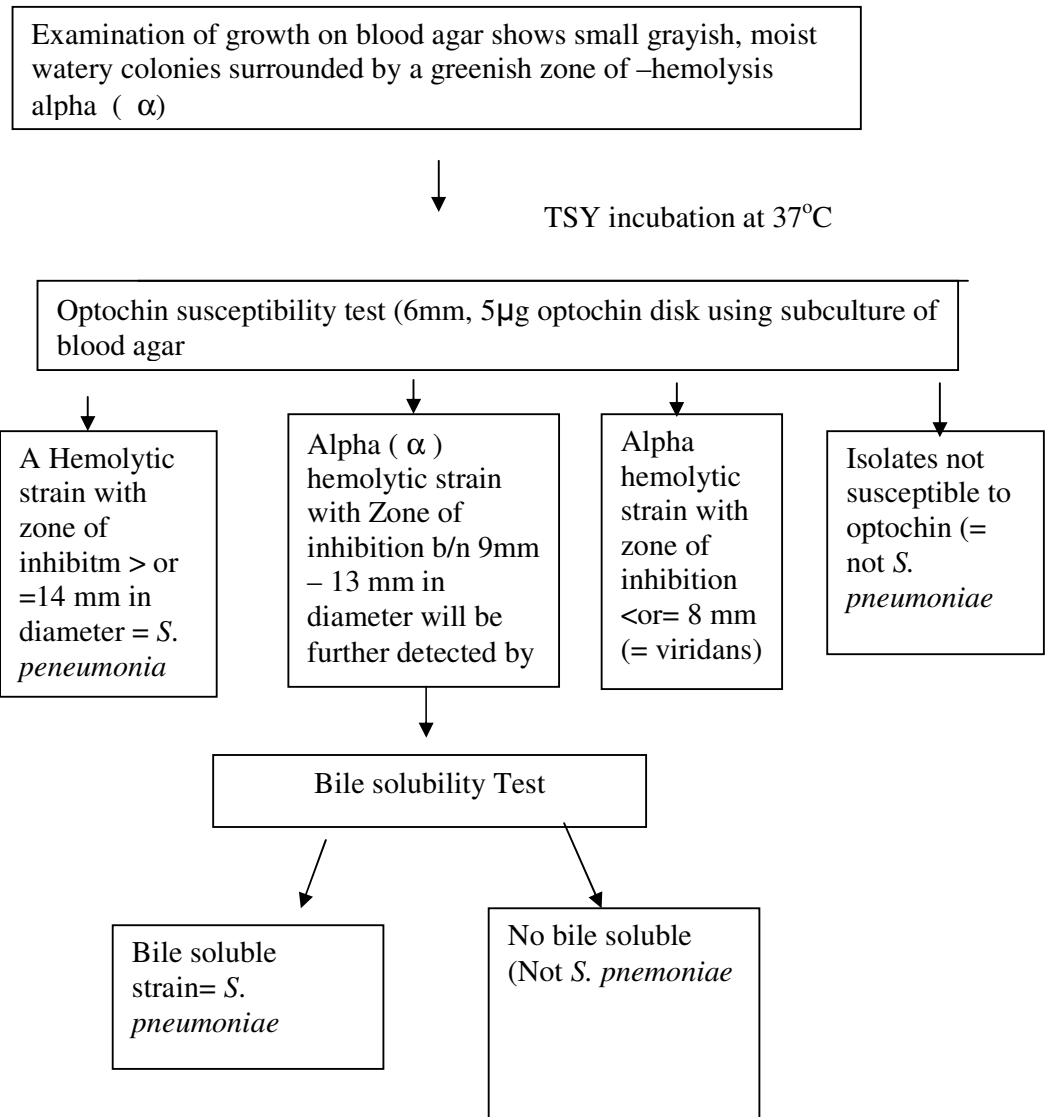 Examination of growth on blood agar shows small grayish, moist
watery colonies surrounded by a greenish zone of –hemolysis
alpha ( α)
TSY incubation at 37°C
Optochin susceptibility test (6mm, 5µg optochin disk using subculture of
blood agar
A Hemolytic
strain with
zone of
inhibitm > or
=14 mm in
diameter = S.
peneumonia
Alpha ( α )
hemolytic strain
with Zone of
inhibition b/n 9mm
– 13 mm in
diameter will be
further detected by
Alpha
hemolytic
strain with
zone of
inhibition
<or= 8 mm
(= viridans)
Isolates not
susceptible to
optochin (=
not S.
pneumoniae
Bile solubility Test
Bile soluble
strain= S.
pneumoniae
No bile soluble
(Not S. pnemoniae